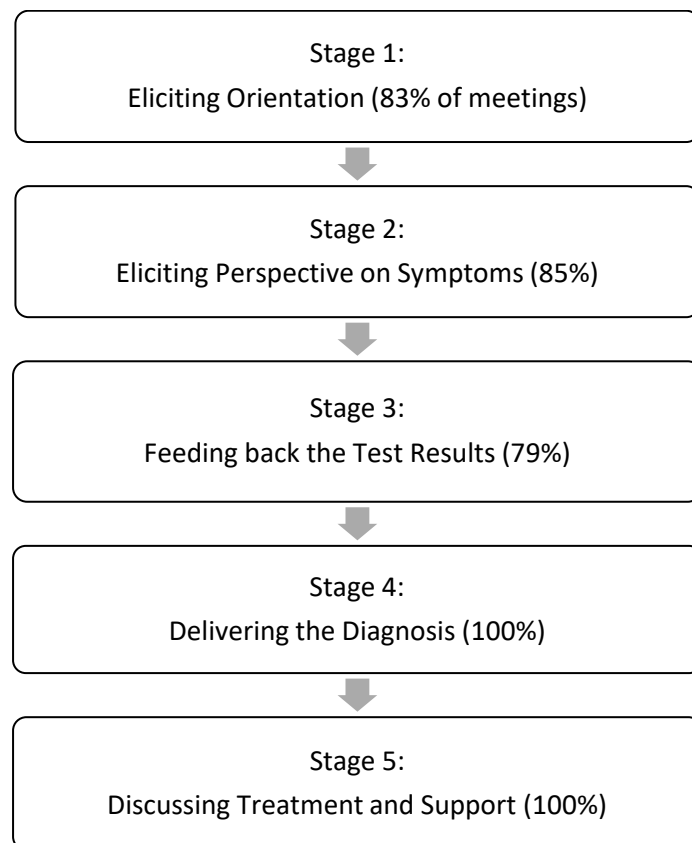 Stage 1:
Eliciting Orientation (83% of meetings)
Stage 2:
Eliciting Perspective on Symptoms (85%)
Stage 3:
Feeding back the Test Results (79%)
Stage 4:
Delivering the Diagnosis (100%)
Stage 5:
Discussing Treatment and Support (100%)